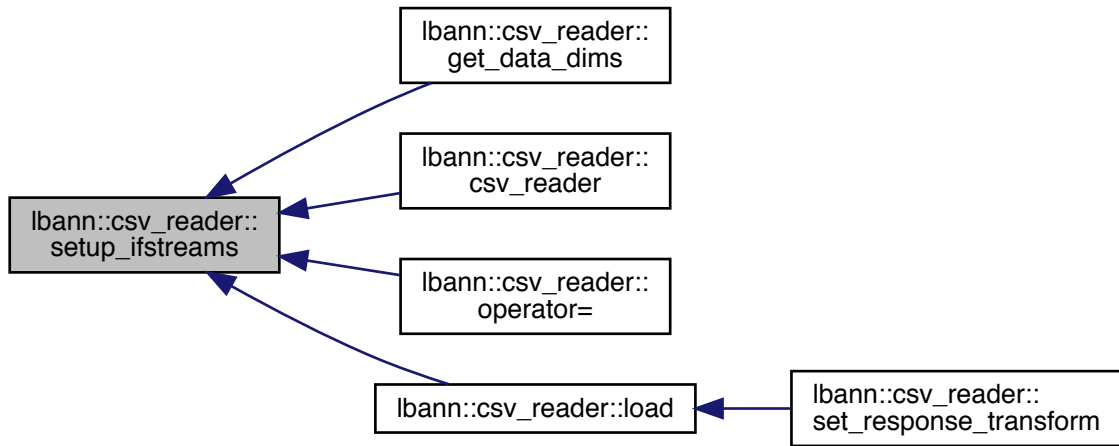 lbann::csv_reader::
get_data_dims
lbann::csv_reader::
csv_reader
lbann::csv_reader::
setup_ifstreams
lbann::csv_reader::
operator=
lbann::csv_reader::load
lbann::csv_reader::
set_response_transform